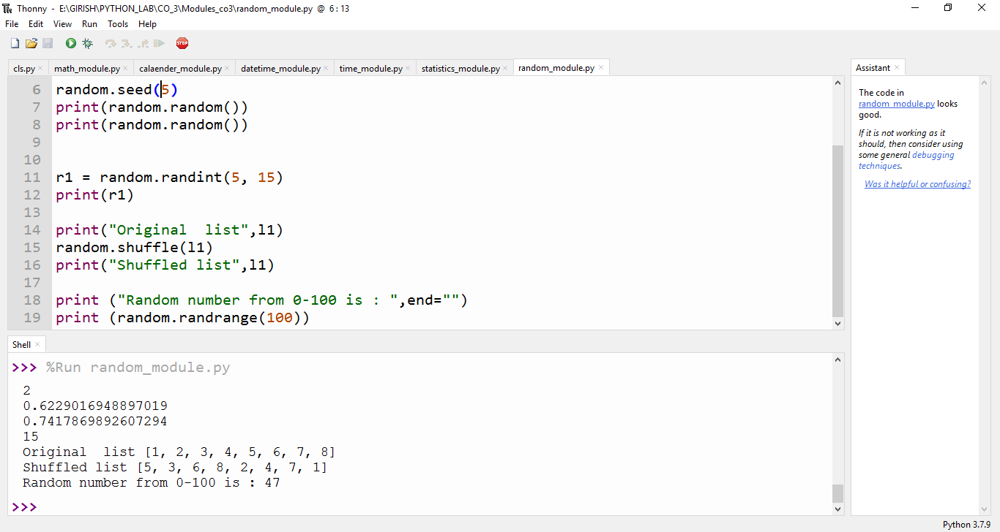 Thonny - E:\GIRISH\PYTHON_LAB\CO_3\Modules_co3\random_module.py @ 6:13
File Edit View Run Tools Help
STOP
cls.py × math_module.py × calaender_module.py × datetime_module.py × time_module.py × statistics_module.py × random_module.py ×
6 random.seed(5)
7 print(random.random())
8 print(random.random())
9
10
11 r1 = random.randint(5, 15)
12 print(r1)
13
14 print("Original  list",l1)
15 random.shuffle(l1)
16 print("Shuffled list",l1)
17
18 print ("Random number from 0-100 is : ",end="")
19 print (random.randrange(100))
Shell ×
>>> %Run random_module.py
2
0.6229016948897019
0.7417869892607294
15
Original  list [1, 2, 3, 4, 5, 6, 7, 8]
Shuffled list [5, 3, 6, 8, 2, 4, 7, 1]
Random number from 0-100 is : 47
>>>
Assistant ×
The code in
random_module.py looks
good.
If it is not working as it
should, then consider using
some general debugging
techniques.
Was it helpful or confusing?
Python 3.7.9